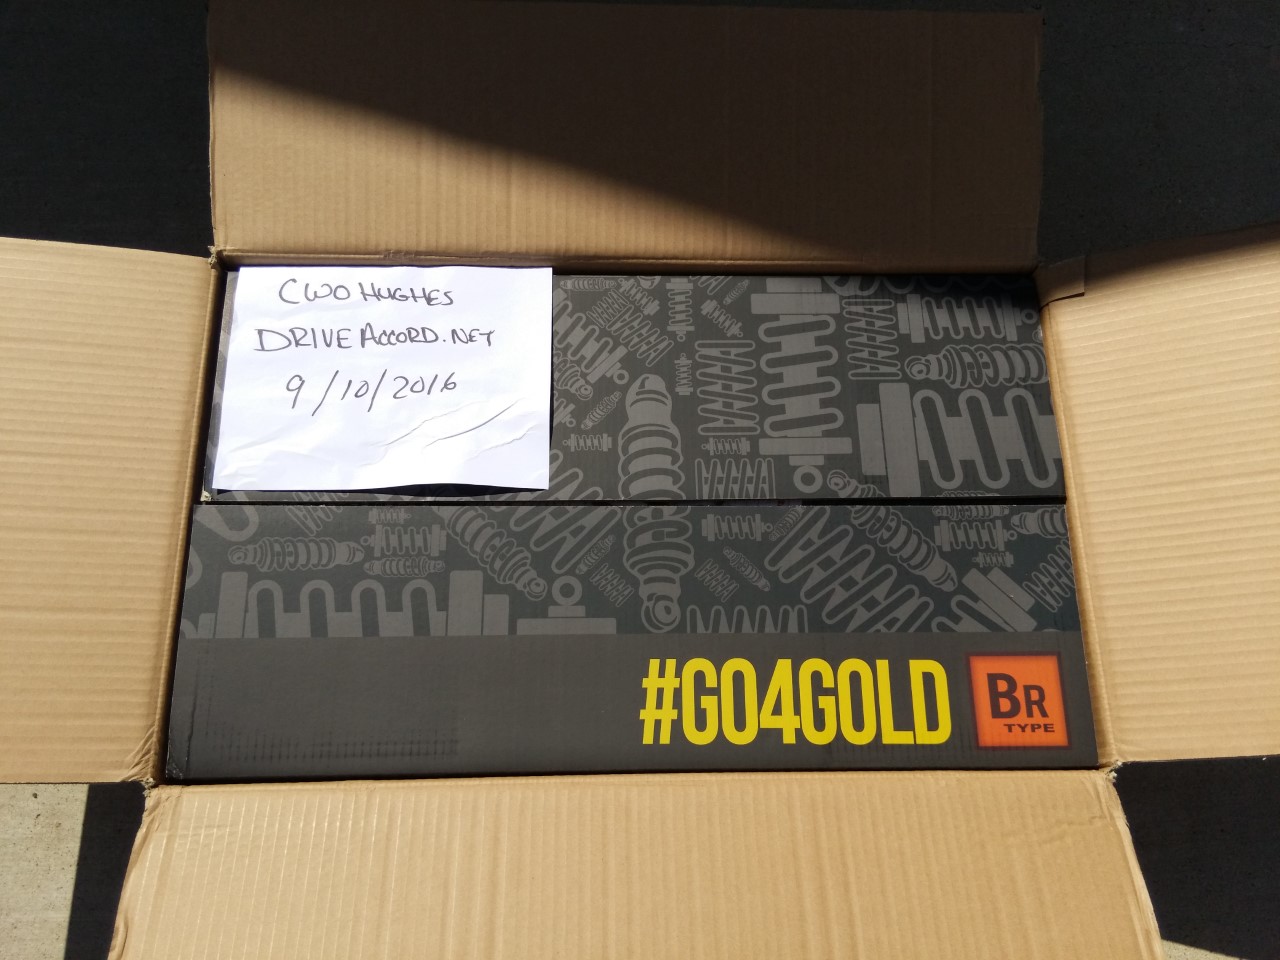 CWO HUGHES
DRIVEACCORD.NET
9/10/2016
#GO4GOLD
BR
TYPE